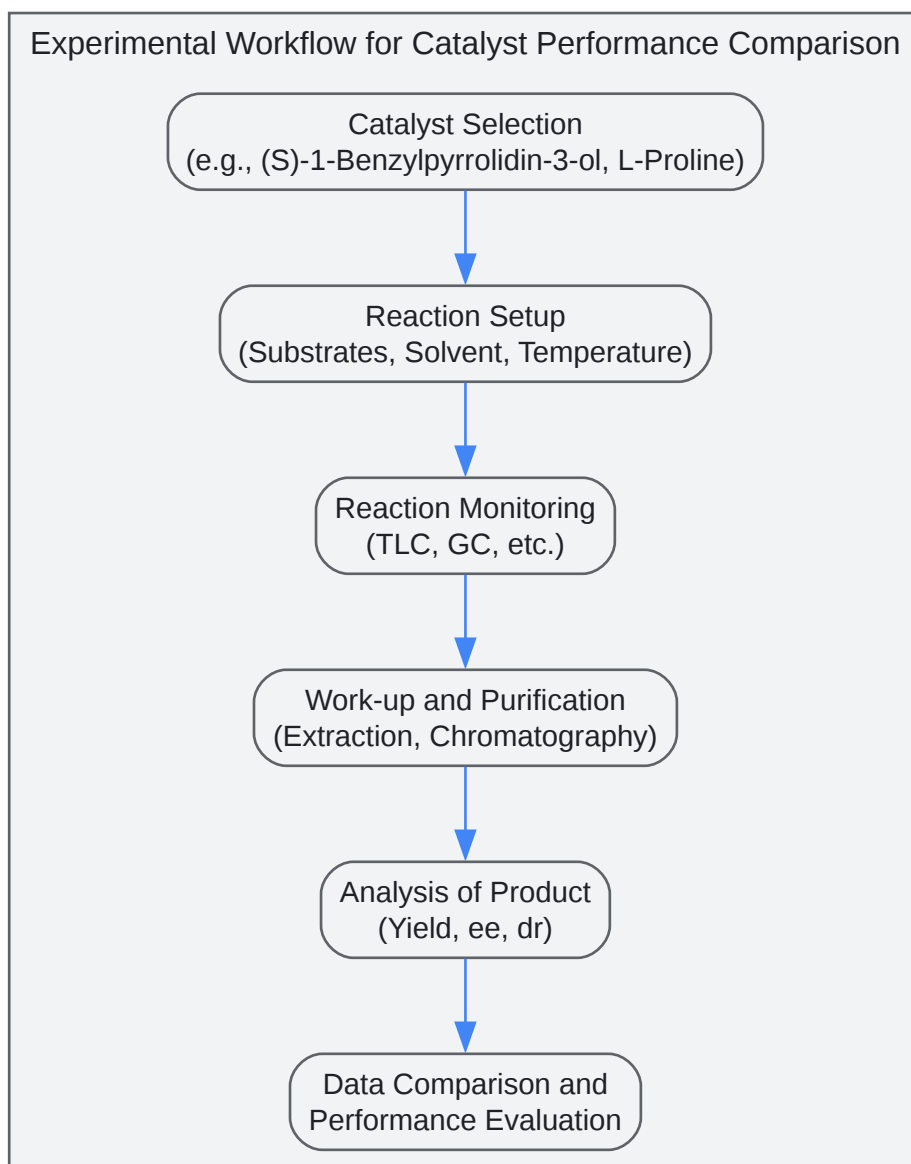 Experimental Workflow for Catalyst Performance Comparison
Catalyst Selection
(e.g., (S)-1-Benzylpyrrolidin-3-ol, L-Proline)
Reaction Setup
(Substrates, Solvent, Temperature)
Reaction Monitoring
(TLC, GC, etc.)
Work-up and Purification
(Extraction, Chromatography)
Analysis of Product
(Yield, ee, dr)
Data Comparison and
Performance Evaluation